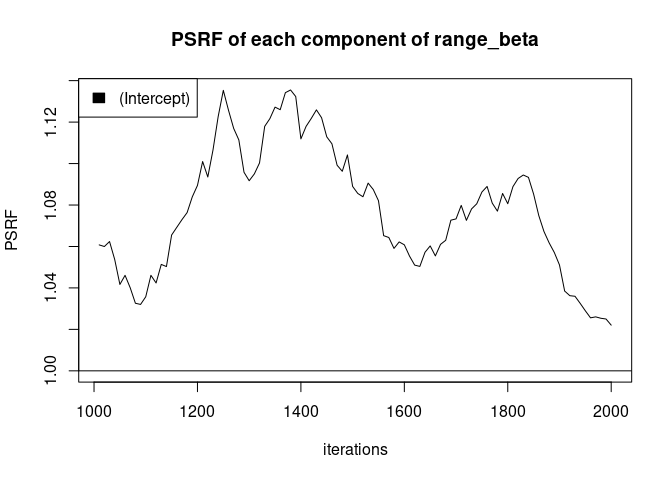 PSRF of each component of range_beta
(Intercept)
PSRF
1.12
1.08
1.04
1.00
1000 1200 1400 1600 1800 2000
iterations